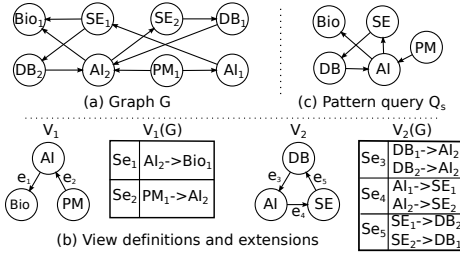 Bio₁ SE₁ SE₂ DB₁
DB₂ AI₂ PM₁ AI₁
(a) Graph G
Bio SE
PM
DB AI
(c) Pattern query Qₛ
V₁ V₁(G)
AI
e₁ e₂
Bio PM
Se₁ AI₂->Bio₁
Se₂ PM₁->AI₂
V₂ V₂(G)
DB
e₃ e₅
AI e₄ SE
Se₃ DB₁->AI₂
DB₂->AI₂
Se₄ AI₁->SE₁
AI₂->SE₂
Se₅ SE₁->DB₂
SE₂->DB₁
(b) View definitions and extensions